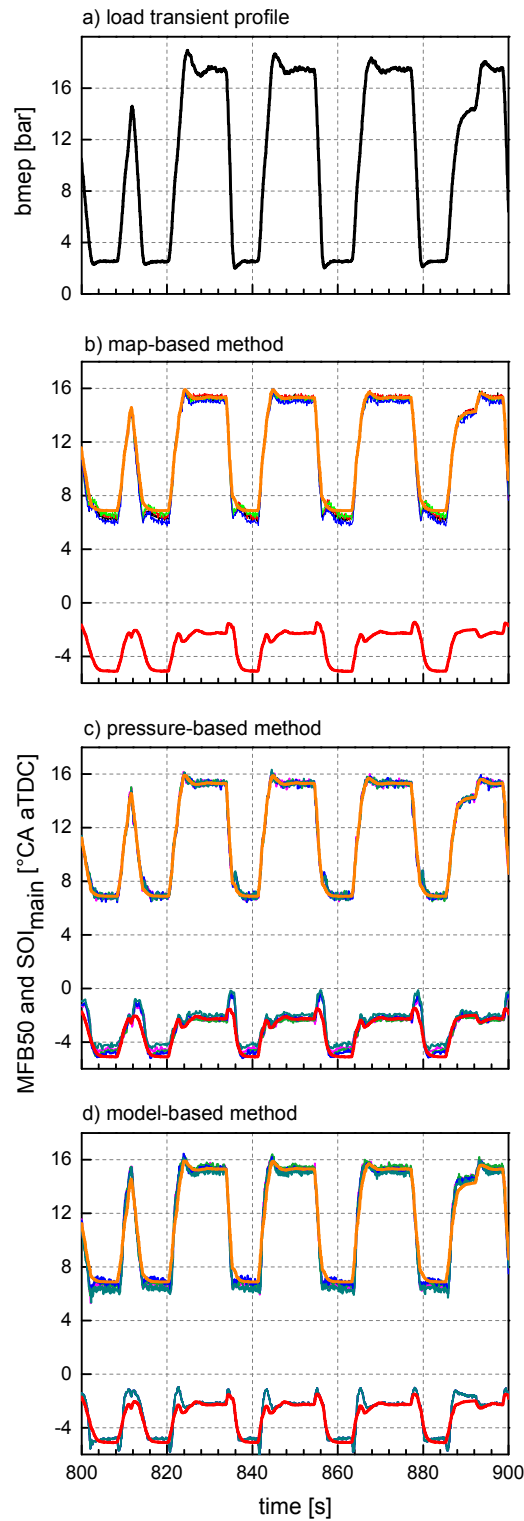 a) load transient profile
16
12
8
4
0
bmep [bar]
b) map-based method
16
12
8
4
0
-4
c) pressure-based method
16
12
8
4
0
-4
MFB50 and SOImain [°CA aTDC]
d) model-based method
16
12
8
4
0
-4
800 820 840 860 880 900
time [s]